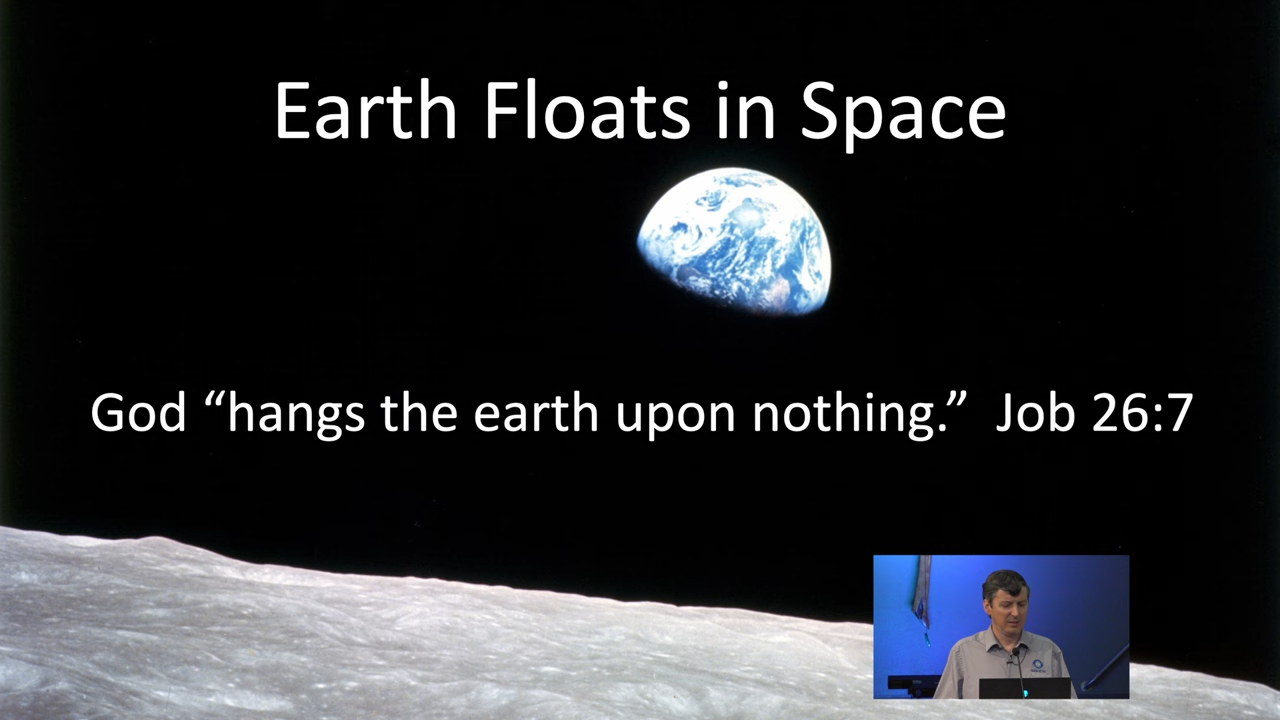 Earth Floats in Space
God “hangs the earth upon nothing.” Job 26:7